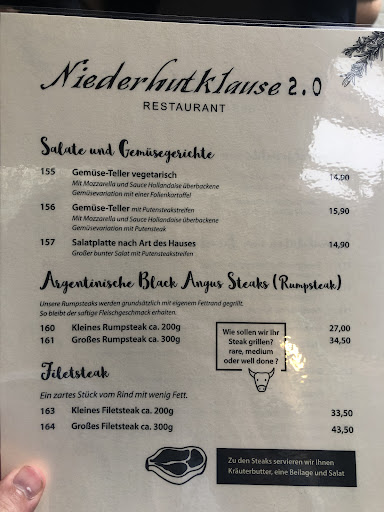 Niederhutklause 2.0
RESTAURANT
Salate und Gemüsegerichte
155 Gemüse-Teller vegetarisch 14,90
Mit Mozzarella und Sauce Hollandaise überbackene
Gemüsevariation mit einer Folienkartoffel
156 Gemüse-Teller mit Putensteakstreifen 15,90
Mit Mozzarella und Sauce Hollandaise überbackene
Gemüsevariation mit Putensteak
157 Salatplatte nach Art des Hauses 14,90
Großer bunter Salat mit Putensteakstreifen
Argentinische Black Angus Steaks (Rumpsteak)
Unsere Rumpsteaks werden grundsätzlich mit eigenem Fettrand gegrillt.
So bleibt der saftige Fleischgeschmack erhalten.
160 Kleines Rumpsteak ca. 200g 27,00
161 Großes Rumpsteak ca. 300g 34,50
Wie sollen wir Ihr
Steak grillen?
rare, medium
oder well done ?
Filetsteak
Ein zartes Stück vom Rind mit wenig Fett.
163 Kleines Filetsteak ca. 200g 33,50
164 Großes Filetsteak ca. 300g 43,50
Zu den Steaks servieren wir Ihnen
Kräuterbutter, eine Beilage und Salat